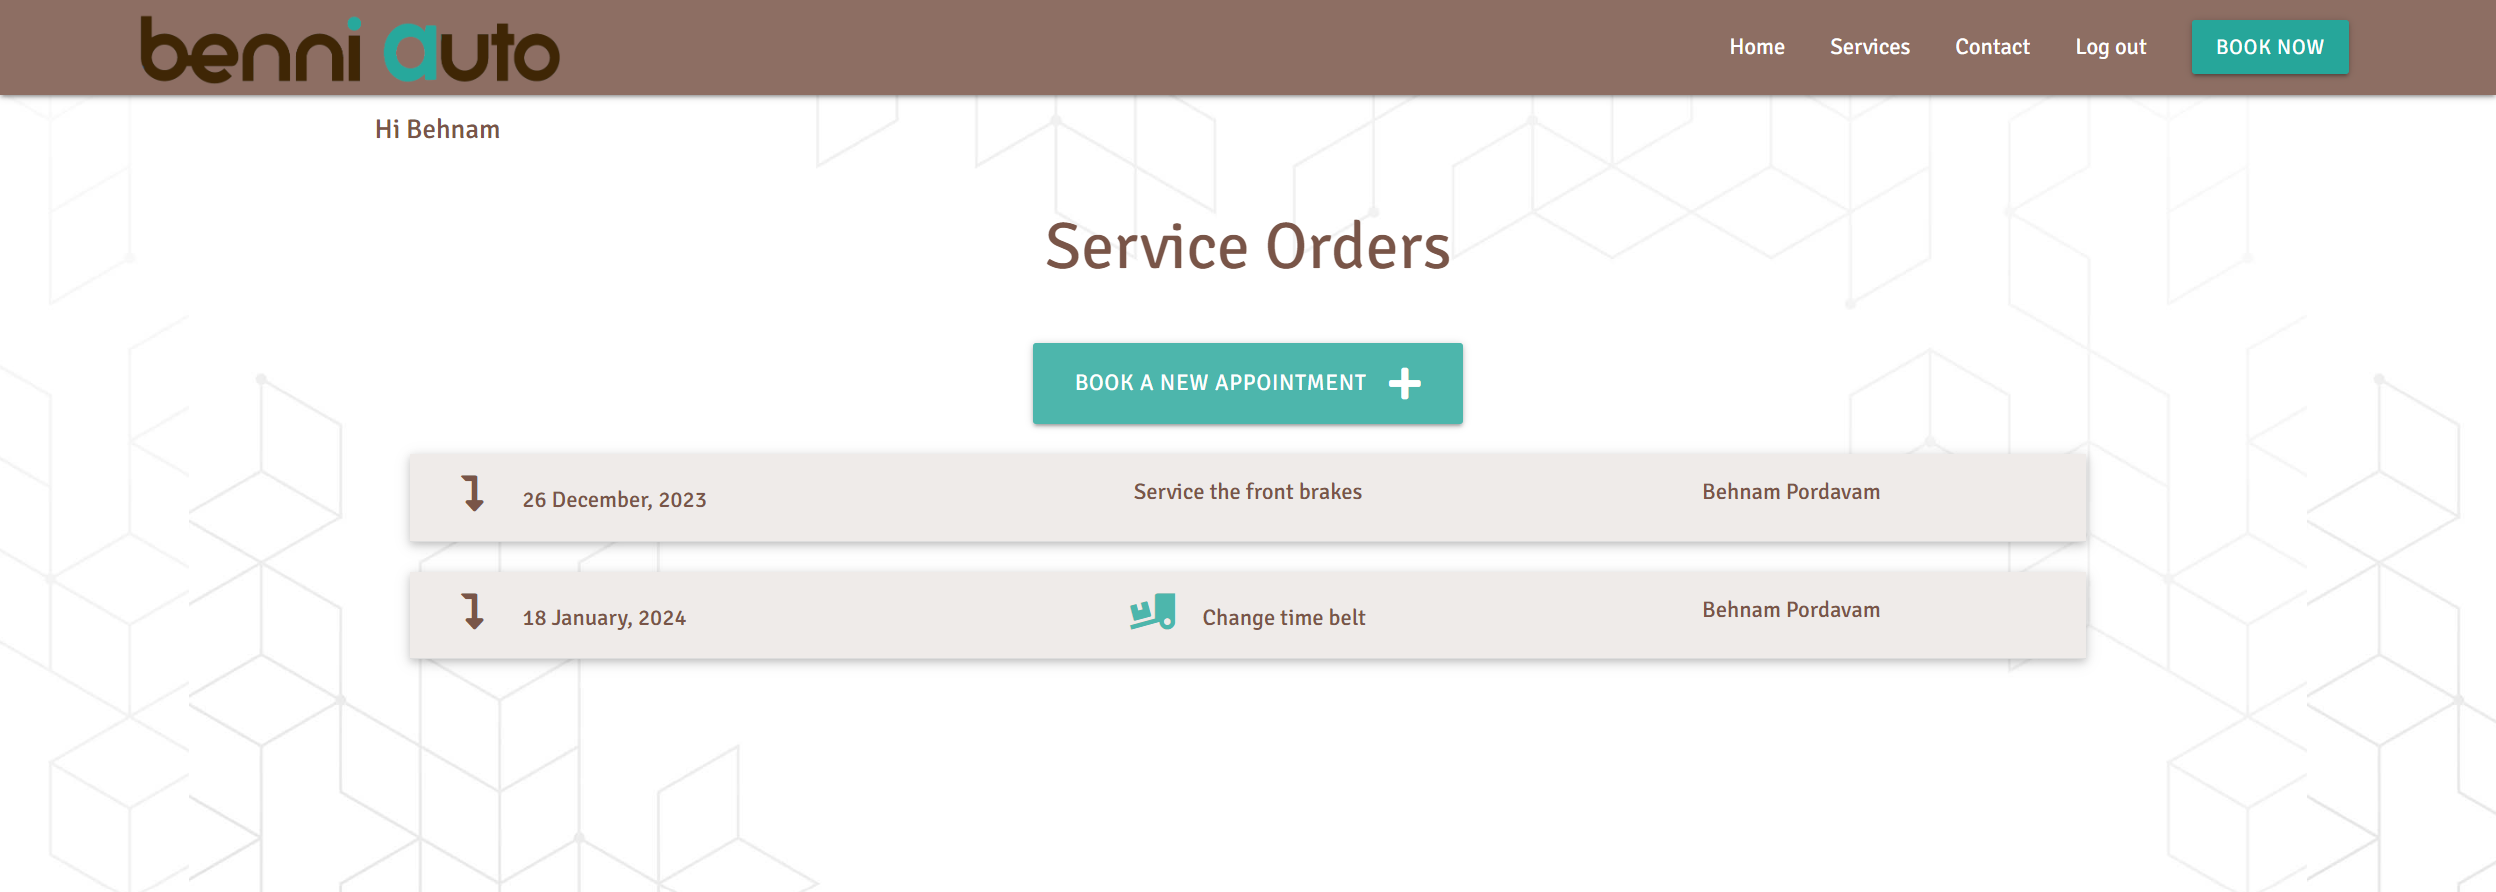 benni auto
Home Services Contact Log out BOOK NOW
Hi Behnam
Service Orders
BOOK A NEW APPOINTMENT
26 December, 2023 Service the front brakes Behnam Pordavam
18 January, 2024 Change time belt Behnam Pordavam